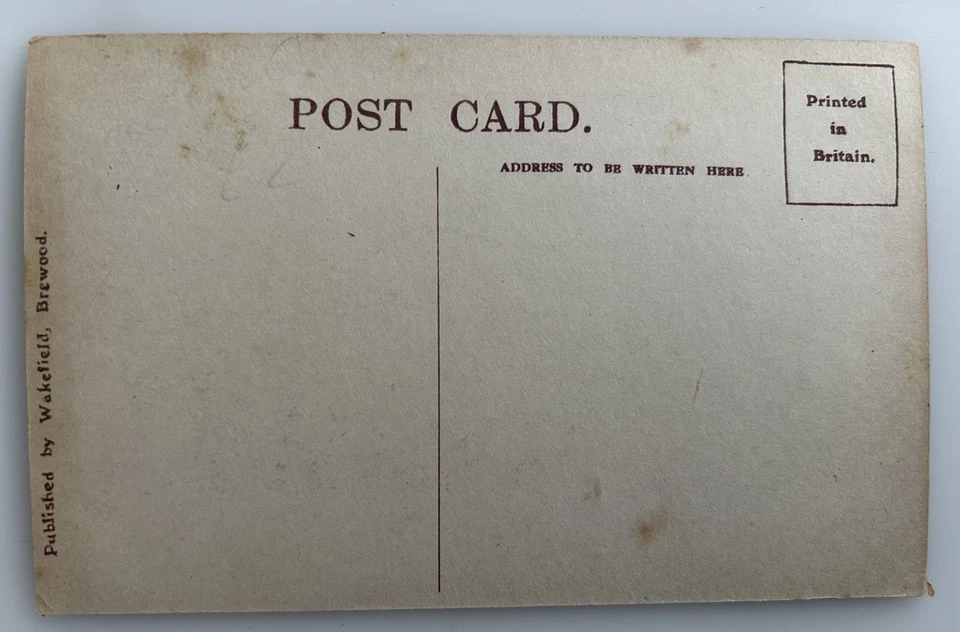 POST CARD.
ADDRESS TO BE WRITTEN HERE.
Printed
in
Britain.
Published by Wakefield, Brewood.